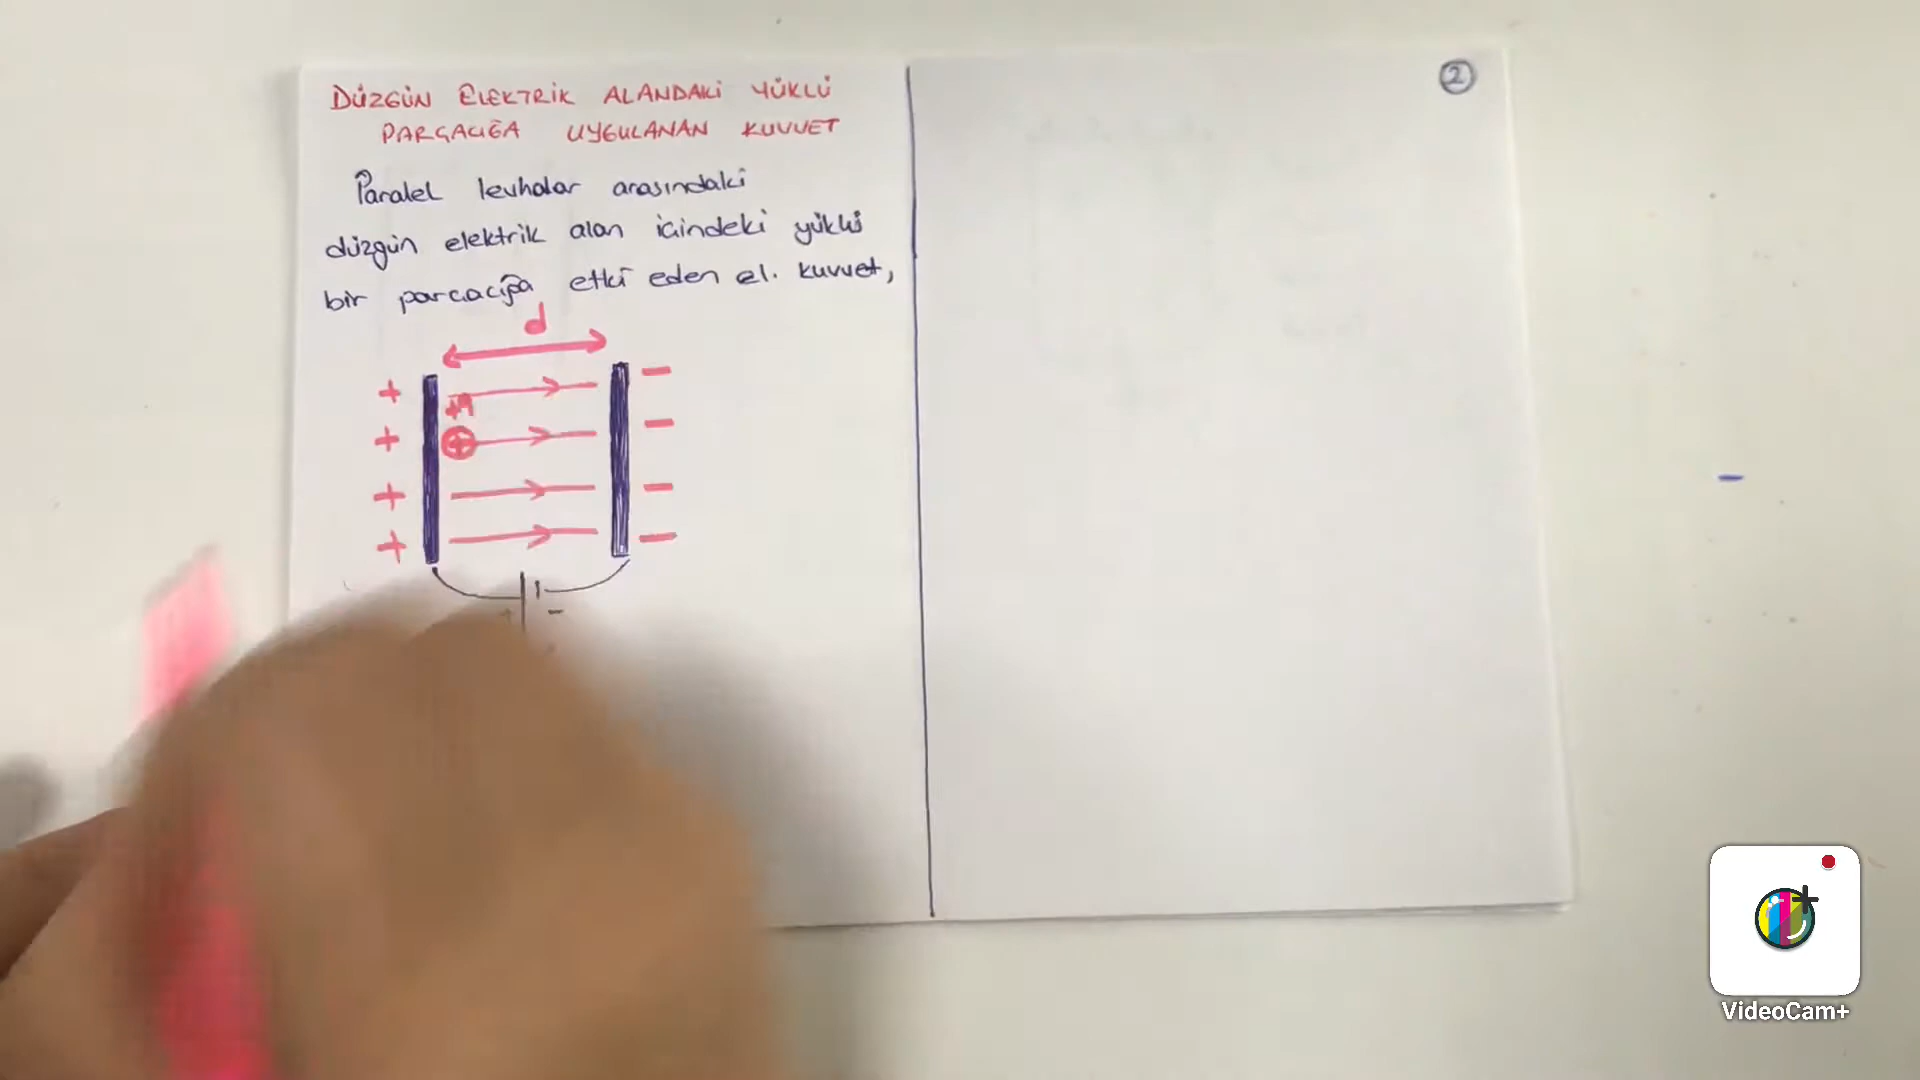 DÜZGÜN ELEKTRİK ALANDAKİ YÜKLÜ
PARÇACIĞA UYGULANAN KUVVET
Paralel levhalar arasındaki
düzgün elektrik alan içindeki yüklü
bir parçacığa etki eden el. kuvvet,
d
+ −
+q
+ + −
+ −
+ −
+ −
2
VideoCam+